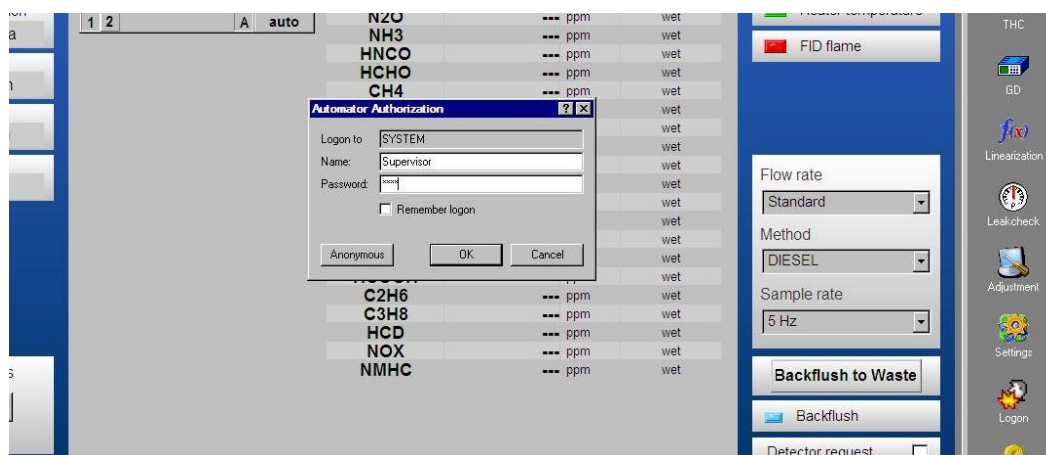 1 2 A auto
N2O --- ppm wet
NH3 --- ppm wet
HNCO --- ppm wet
HCHO --- ppm wet
CH4 --- ppm wet
wet
wet
wet
wet
wet
wet
wet
wet
wet
C2H6 --- ppm wet
C3H8 --- ppm wet
HCD --- ppm wet
NOX --- ppm wet
NMHC --- ppm wet
Automator Authorization
Logon to SYSTEM
Name: Supervisor
Password: ****
Remember logon
Anonymous OK Cancel
Heater temperature
FID flame
Flow rate
Standard
Method
DIESEL
Sample rate
5 Hz
Backflush to Waste
Backflush
Detector request
THC
GD
f(x)
Linearization
Leakcheck
Adjustment
Settings
Logon